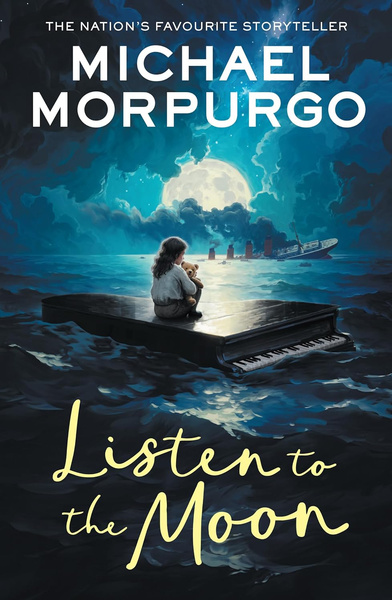 THE NATION'S FAVOURITE STORYTELLER
MICHAEL
MORPURGO
Listen to
the Moon